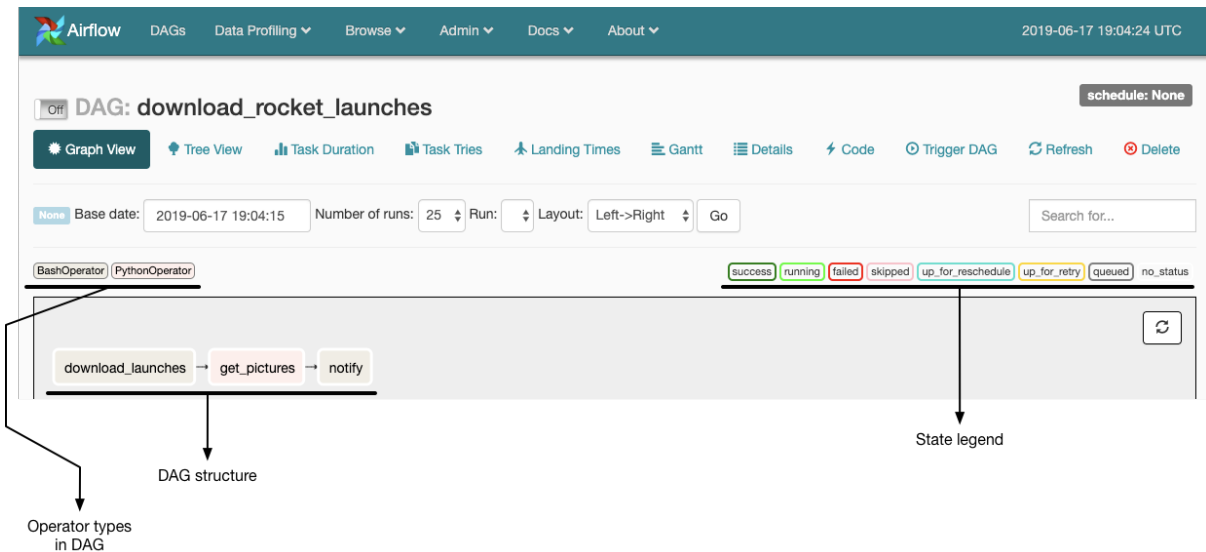 Airflow DAGs Data Profiling Browse Admin Docs About 2019-06-17 19:04:24 UTC
schedule: None
Off DAG: download_rocket_launches
Graph View Tree View Task Duration Task Tries Landing Times Gantt Details Code Trigger DAG Refresh Delete
None Base date: 2019-06-17 19:04:15 Number of runs: 25 Run: Layout: Left->Right Go Search for...
BashOperator PythonOperator success running failed skipped up_for_reschedule up_for_retry queued no_status
download_launches → get_pictures → notify
State legend
DAG structure
Operator types
in DAG